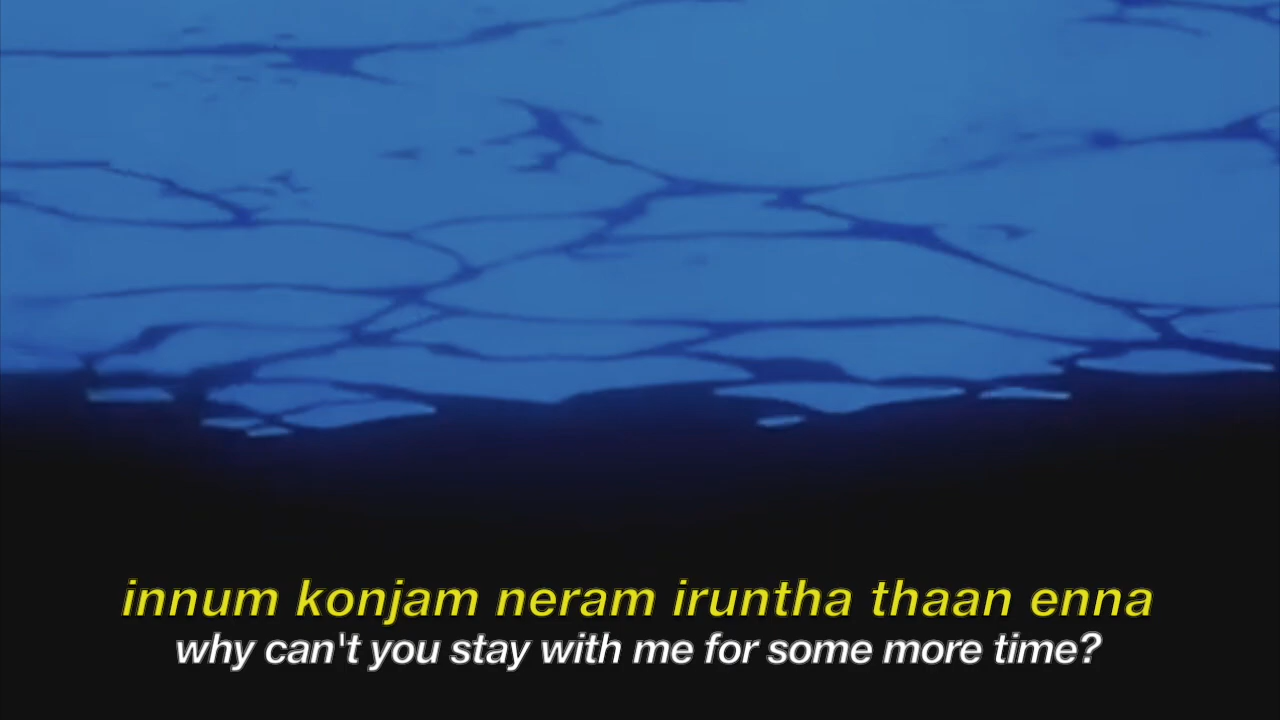 innum konjam neram iruntha thaan enna
why can't you stay with me for some more time?